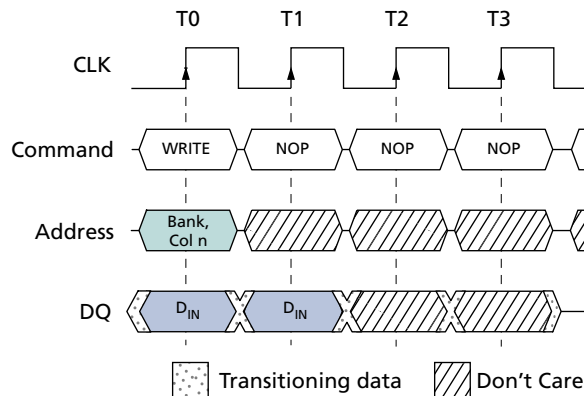 T0 T1 T2 T3
CLK
Command WRITE NOP NOP NOP
Address Bank,
Col n
DQ DIN DIN
Transitioning data Don't Care